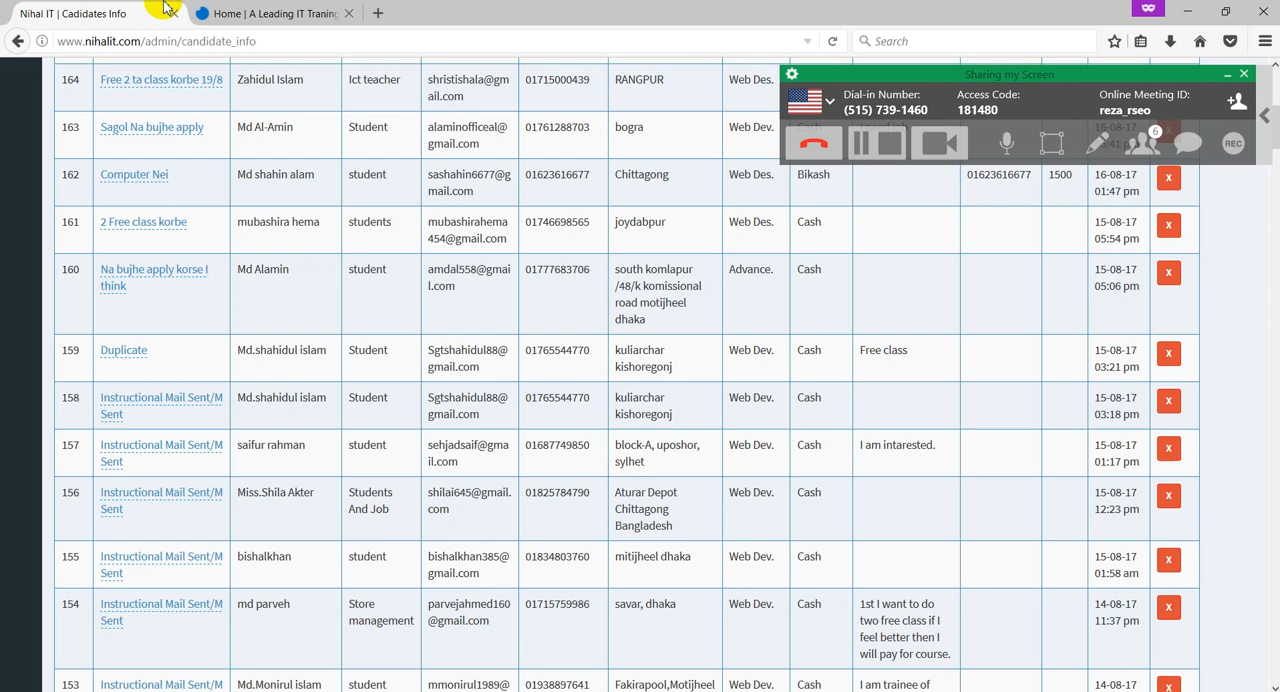 Nihal IT | Cadidates Info
Home | A Leading IT Traning
www.nihalit.com/admin/candidate_info
Search
Sharing my Screen
Dial-in Number:
(515) 739-1460
Access Code:
181480
Online Meeting ID:
reza_rseo
6
REC
164 Free 2 ta class korbe 19/8 Zahidul Islam Ict teacher shristishala@gm 01715000439 RANGPUR Web Des.
ail.com
163 Sagol Na bujhe apply Md Al-Amin Student alaminofficeal@ 01761288703 bogra Web Dev. Cash
gmail.com
162 Computer Nei Md shahin alam student sashahin6677@g 01623616677 Chittagong Web Des. Bikash 01623616677 1500 16-08-17 x
mail.com 01:47 pm
161 2 Free class korbe mubashira hema students mubashirahema 01746698565 joydabpur Web Des. Cash 15-08-17 x
454@gmail.com 05:54 pm
160 Na bujhe apply korse I Md Alamin student amdal558@gmai 01777683706 south komlapur Advance. Cash 15-08-17 x
think l.com /48/k komissional 05:06 pm
road motijheel
dhaka
159 Duplicate Md.shahidul islam Student Sgtshahidul88@ 01765544770 kuliarchar Web Dev. Cash Free class 15-08-17 x
gmail.com kishoregonj 03:21 pm
158 Instructional Mail Sent/M Md.shahidul islam Student Sgtshahidul88@ 01765544770 kuliarchar Web Dev. Cash 15-08-17 x
Sent gmail.com kishoregonj 03:18 pm
157 Instructional Mail Sent/M saifur rahman student sehjadsaif@gma 01687749850 block-A, uposhor, Web Dev. Cash I am intarested. 15-08-17 x
Sent il.com sylhet 01:17 pm
156 Instructional Mail Sent/M Miss.Shila Akter Students shilai645@gmail. 01825784790 Aturar Depot Web Dev. Cash 15-08-17 x
Sent And Job com Chittagong 12:23 pm
Bangladesh
155 Instructional Mail Sent/M bishalkhan student bishalkhan385@ 01834803760 mitijheel dhaka Web Dev. Cash 15-08-17 x
Sent gmail.com 01:58 am
154 Instructional Mail Sent/M md parveh Store parvejahmed160 01715759986 savar, dhaka Web Dev. Cash 1st I want to do 14-08-17 x
Sent management @gmail.com two free class if I 11:37 pm
feel better then I
will pay for course.
153 Instructional Mail Sent/M Md.Monirul islam student mmonirul1989@ 01938897641 Fakirapool,Motijheel Web Dev. Cash I am trainee of 14-08-17 x